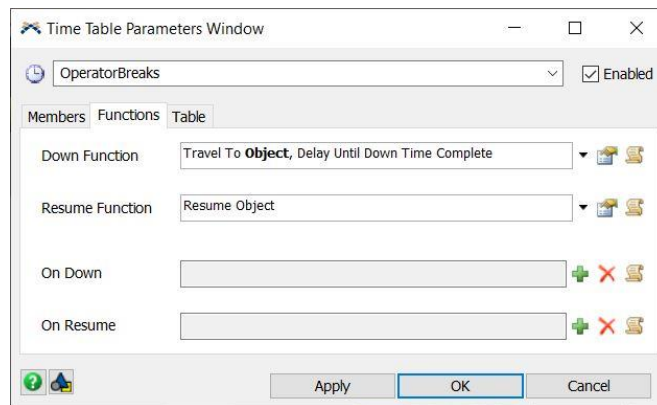 Time Table Parameters Window
OperatorBreaks
Enabled
Members Functions Table
Down Function Travel To Object, Delay Until Down Time Complete
Resume Function Resume Object
On Down
On Resume
Apply OK Cancel